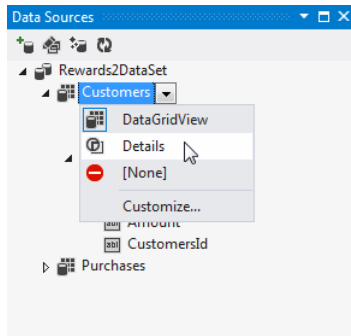 Data Sources
Rewards2DataSet
Customers
DataGridView
Details
[None]
Customize...
Amount
CustomersId
Purchases